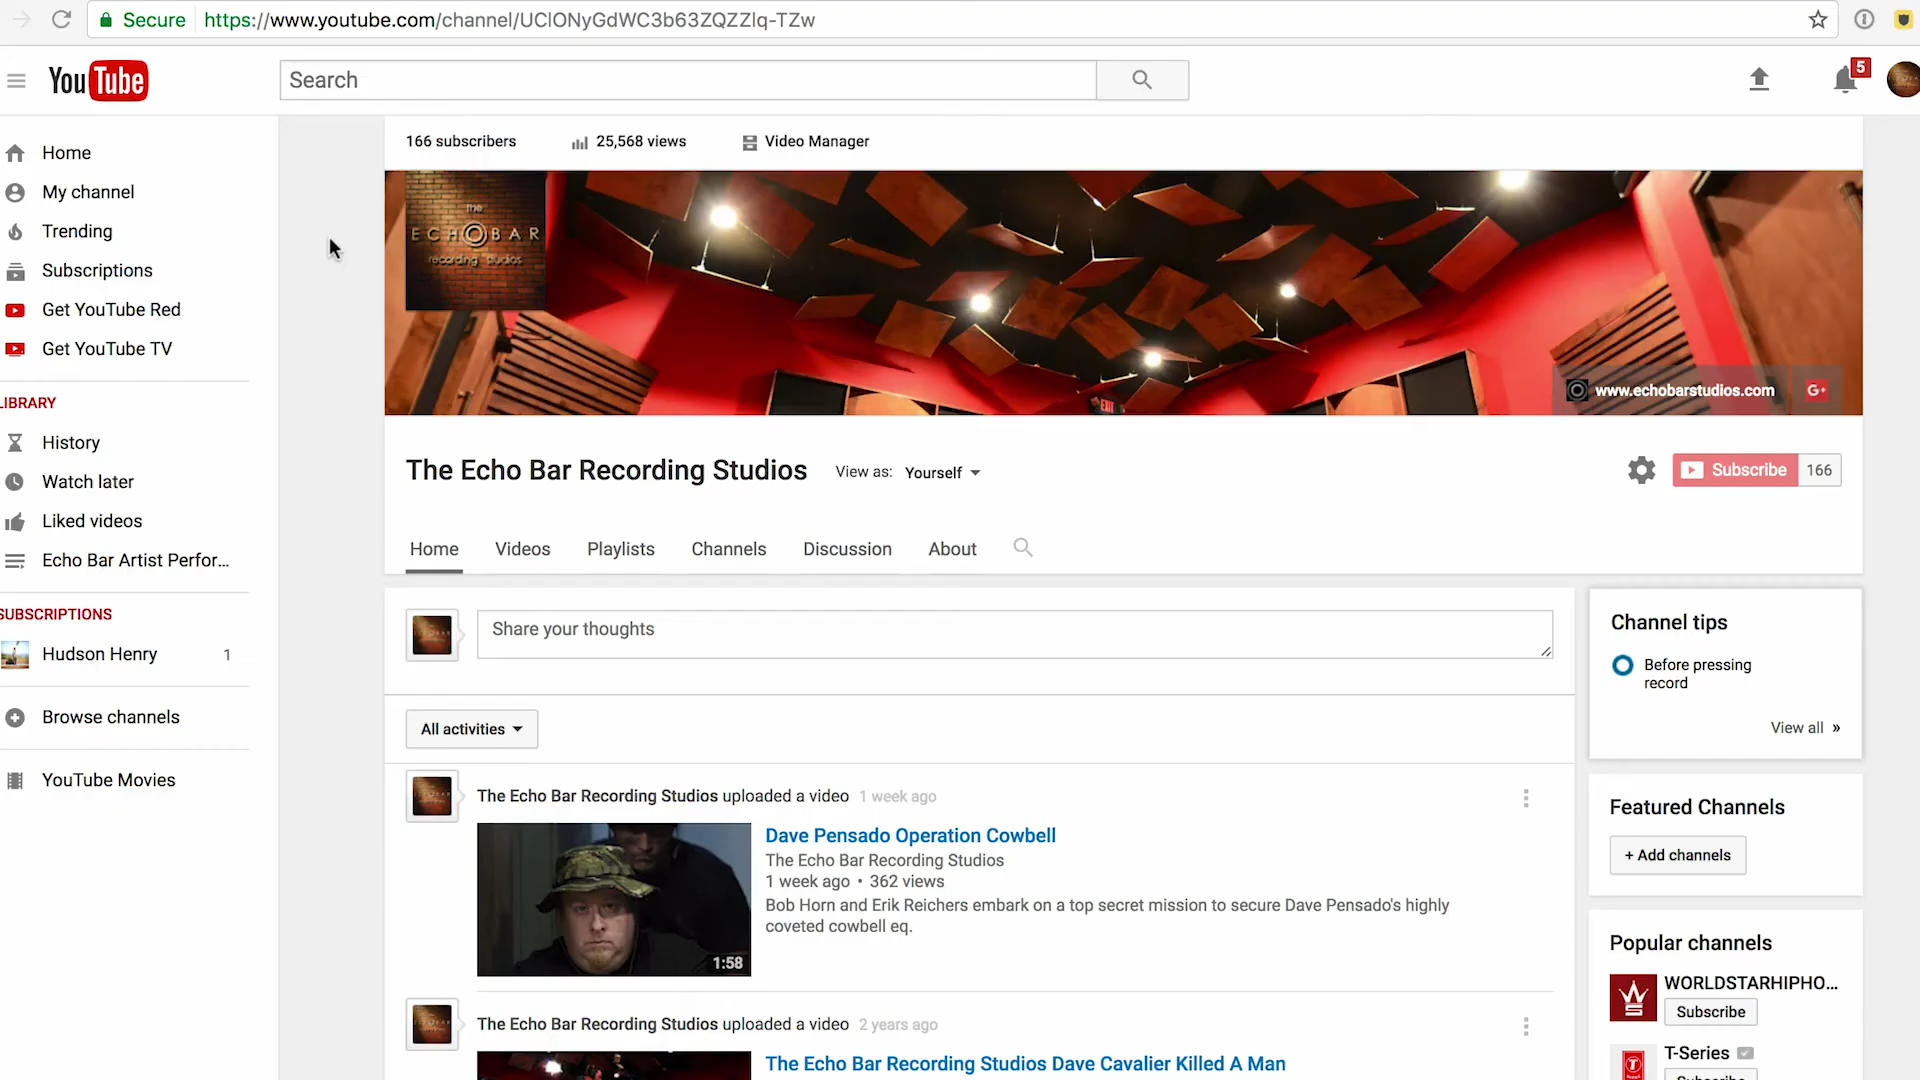 Secure https://www.youtube.com/channel/UClONyGdWC3b63ZQZZlq-TZw
YouTube
Search
5
166 subscribers
25,568 views
Video Manager
Home
My channel
Trending
Subscriptions
Get YouTube Red
Get YouTube TV
LIBRARY
History
Watch later
Liked videos
Echo Bar Artist Perfor...
SUBSCRIPTIONS
Hudson Henry 1
Browse channels
YouTube Movies
The
ECHOBAR
recording studios
EXIT
www.echobarstudios.com
G+
The Echo Bar Recording Studios
View as: Yourself
Subscribe 166
Home Videos Playlists Channels Discussion About
Share your thoughts
All activities
The Echo Bar Recording Studios uploaded a video 1 week ago
Dave Pensado Operation Cowbell
The Echo Bar Recording Studios
1 week ago • 362 views
Bob Horn and Erik Reichers embark on a top secret mission to secure Dave Pensado's highly
coveted cowbell eq.
1:58
The Echo Bar Recording Studios uploaded a video 2 years ago
The Echo Bar Recording Studios Dave Cavalier Killed A Man
Channel tips
Before pressing
record
View all »
Featured Channels
+ Add channels
Popular channels
WORLDSTARHIPHO...
Subscribe
T-Series
Subscribe